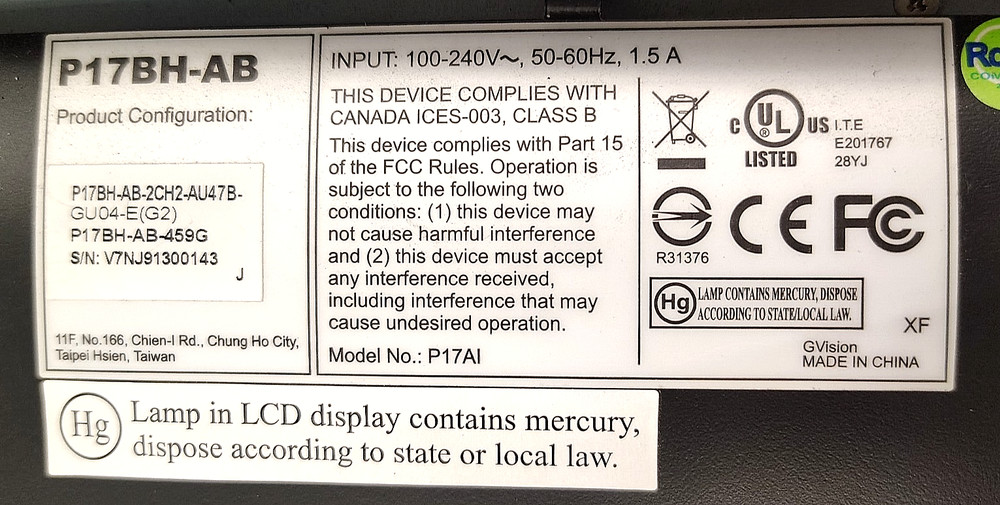 P17BH-AB
Product Configuration:
P17BH-AB-2CH2-AU47B-
GU04-E(G2)
P17BH-AB-459G
S/N: V7NJ91300143
J
11F, No.166, Chien-I Rd., Chung Ho City,
Taipei Hsien, Taiwan
INPUT: 100-240V～, 50-60Hz, 1.5 A
THIS DEVICE COMPLIES WITH
CANADA ICES-003, CLASS B
This device complies with Part 15
of the FCC Rules. Operation is
subject to the following two
conditions: (1) this device may
not cause harmful interference
and (2) this device must accept
any interference received,
including interference that may
cause undesired operation.
Model No.: P17AI
C UL US
®
LISTED
I.T.E
E201767
28YJ
R31376
CE FC
Hg
LAMP CONTAINS MERCURY, DISPOSE
ACCORDING TO STATE/LOCAL LAW.
XF
GVision
MADE IN CHINA
Hg
Lamp in LCD display contains mercury,
dispose according to state or local law.